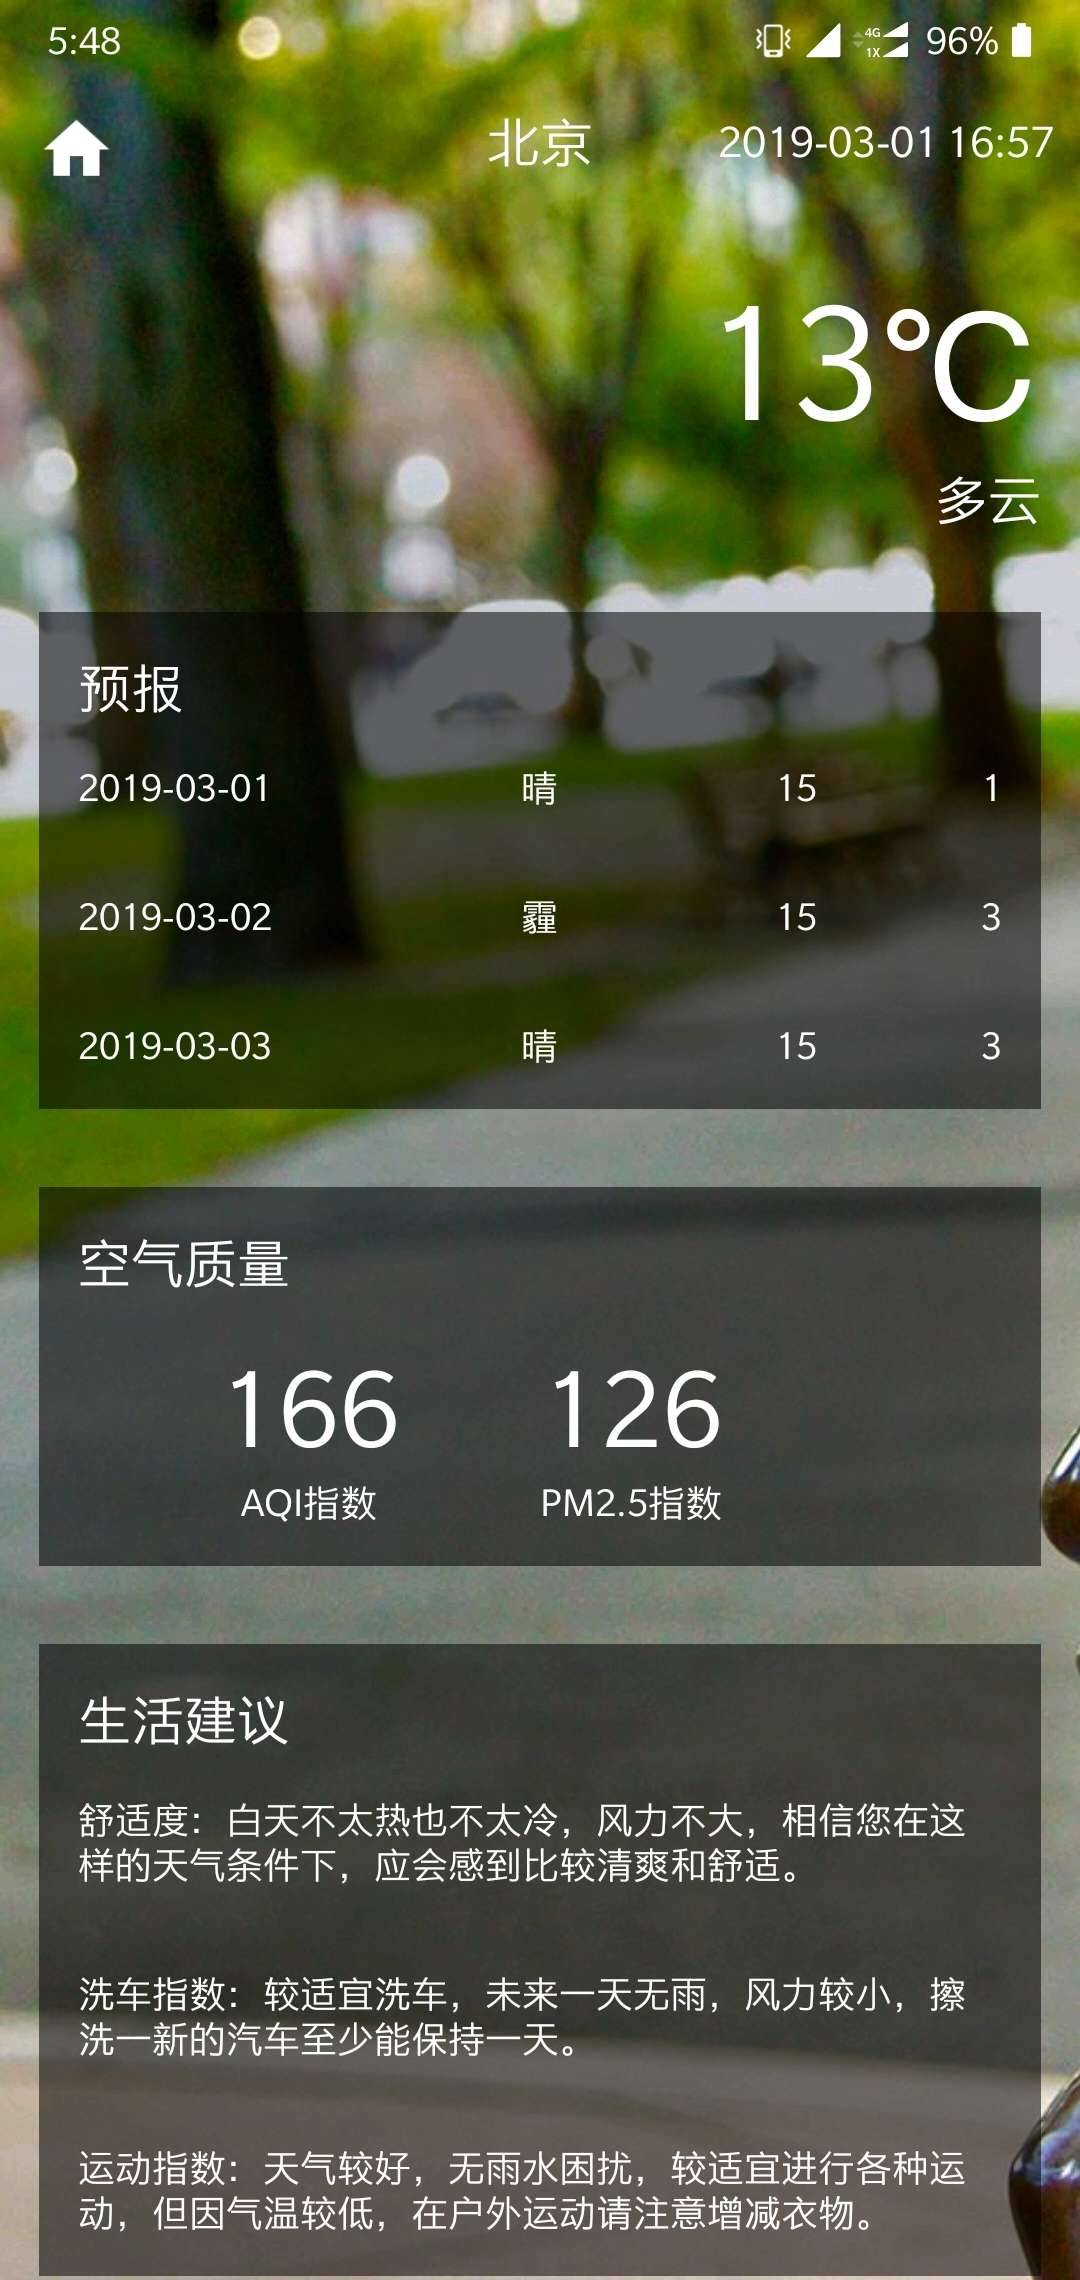 5:48 4G 1X 96%
北京 2019-03-01 16:57
13℃
多云
预报
2019-03-01 晴 15 1
2019-03-02 霾 15 3
2019-03-03 晴 15 3
空气质量
166 126
AQI指数 PM2.5指数
生活建议
舒适度：白天不太热也不太冷，风力不大，相信您在这
样的天气条件下，应会感到比较清爽和舒适。
洗车指数：较适宜洗车，未来一天无雨，风力较小，擦
洗一新的汽车至少能保持一天。
运动指数：天气较好，无雨水困扰，较适宜进行各种运
动，但因气温较低，在户外运动请注意增减衣物。